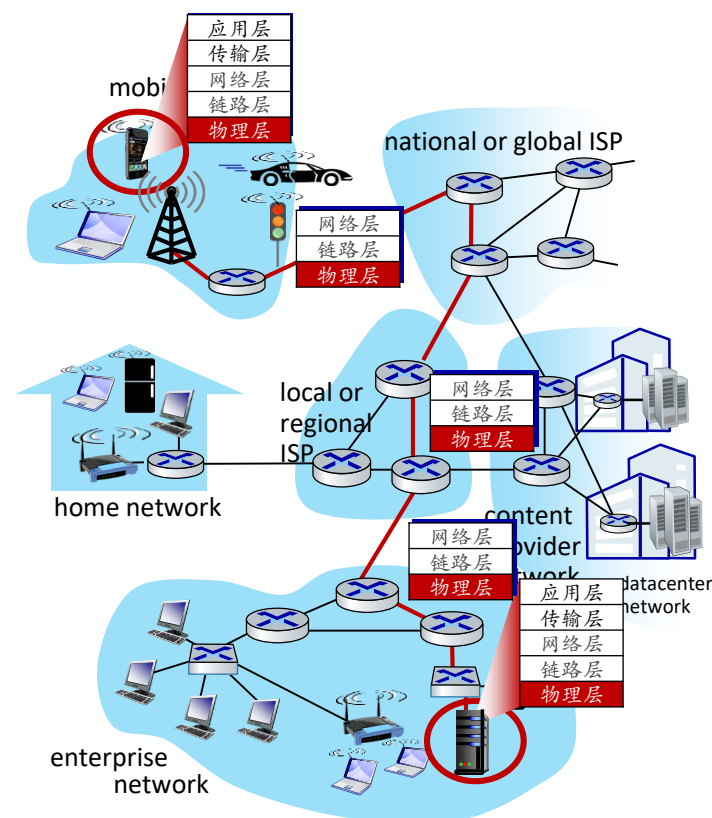 应用层
传输层
网络层
链路层
物理层
mobi
national or global ISP
网络层
链路层
物理层
local or
regional
ISP
网络层
链路层
物理层
home network
content
network
datacenter
network
网络层
链路层
物理层
应用层
传输层
网络层
链路层
物理层
enterprise
network